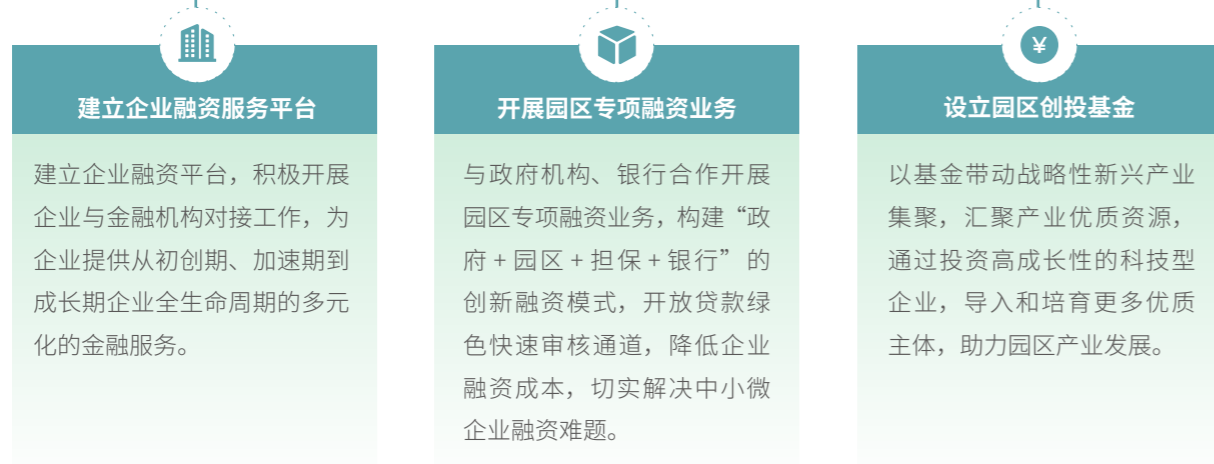 建立企业融资服务平台
建立企业融资平台，积极开展
企业与金融机构对接工作，为
企业提供从初创期、加速期到
成长期企业全生命周期的多元
化的金融服务。
开展园区专项融资业务
与政府机构、银行合作开展
园区专项融资业务，构建“政
府+园区+担保+银行”的
创新融资模式，开放贷款绿
色快速审核通道，降低企业
融资成本，切实解决中小微
企业融资难题。
¥
设立园区创投基金
以基金带动战略性新兴产业
集聚，汇聚产业优质资源，
通过投资高成长性的科技型
企业，导入和培育更多优质
主体，助力园区产业发展。